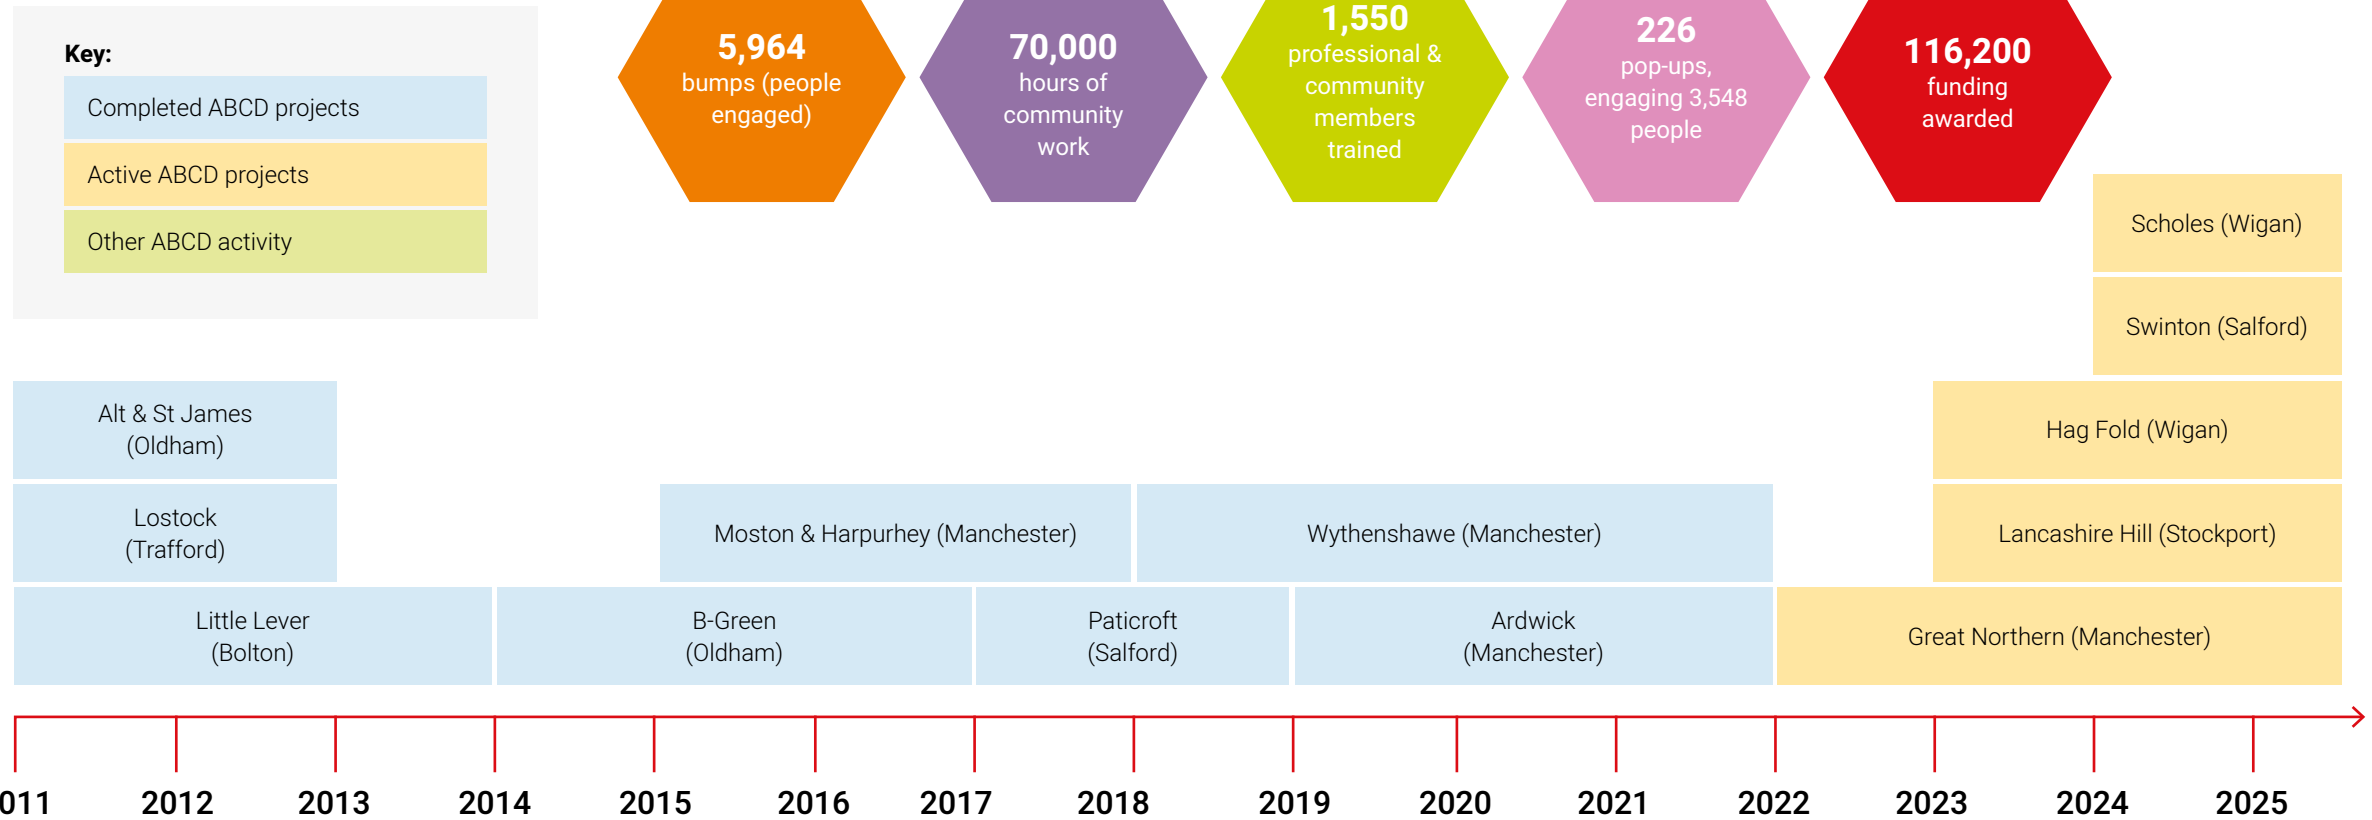 Key:
Completed ABCD projects
Active ABCD projects
Other ABCD activity
5,964
bumps (people
engaged)
70,000
hours of
community
work
1,550
professional &
community
members
trained
226
pop-ups,
engaging 3,548
people
116,200
funding
awarded
Scholes (Wigan)
Swinton (Salford)
Alt & St James
(Oldham)
Hag Fold (Wigan)
Lostock
(Trafford)
Moston & Harpurhey (Manchester)
Wythenshawe (Manchester)
Lancashire Hill (Stockport)
Little Lever
(Bolton)
B-Green
(Oldham)
Paticroft
(Salford)
Ardwick
(Manchester)
Great Northern (Manchester)
011 2012 2013 2014 2015 2016 2017 2018 2019 2020 2021 2022 2023 2024 2025